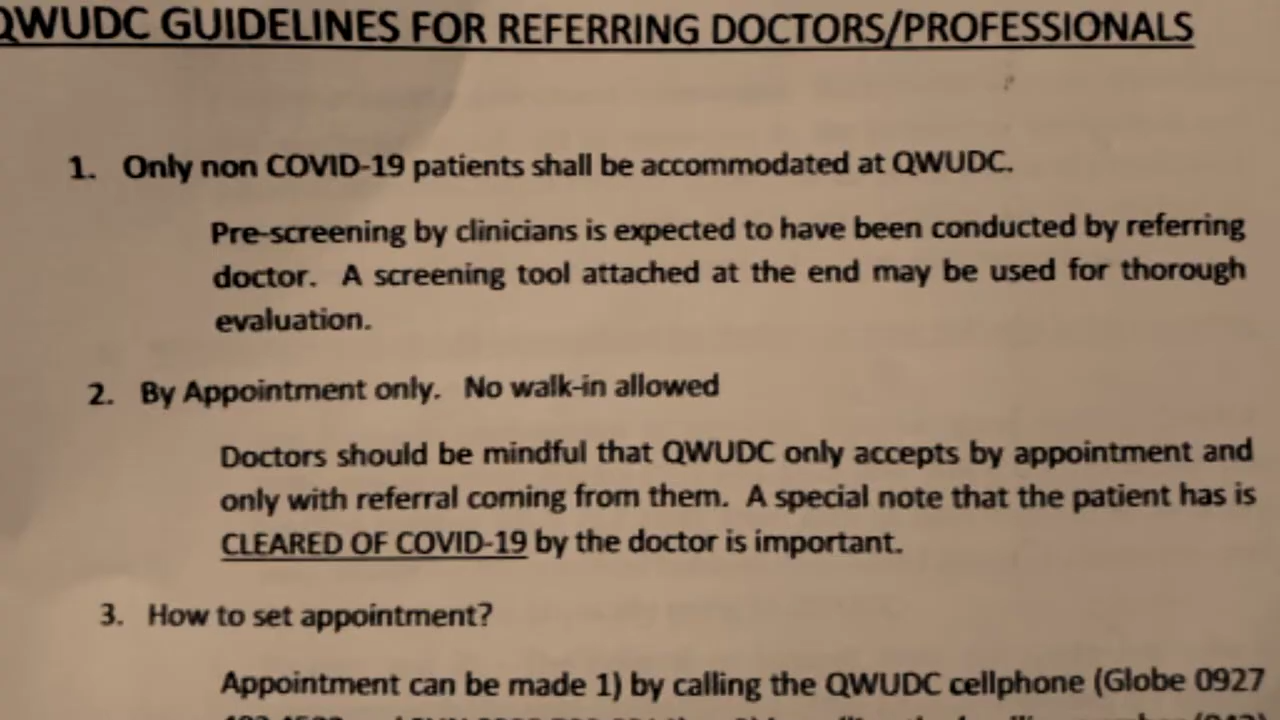 QWUDC GUIDELINES FOR REFERRING DOCTORS/PROFESSIONALS
1. Only non COVID-19 patients shall be accommodated at QWUDC.
Pre-screening by clinicians is expected to have been conducted by referring
doctor. A screening tool attached at the end may be used for thorough
evaluation.
2. By Appointment only. No walk-in allowed
Doctors should be mindful that QWUDC only accepts by appointment and
only with referral coming from them. A special note that the patient has is
CLEARED OF COVID-19 by the doctor is important.
3. How to set appointment?
Appointment can be made 1) by calling the QWUDC cellphone (Globe 0927